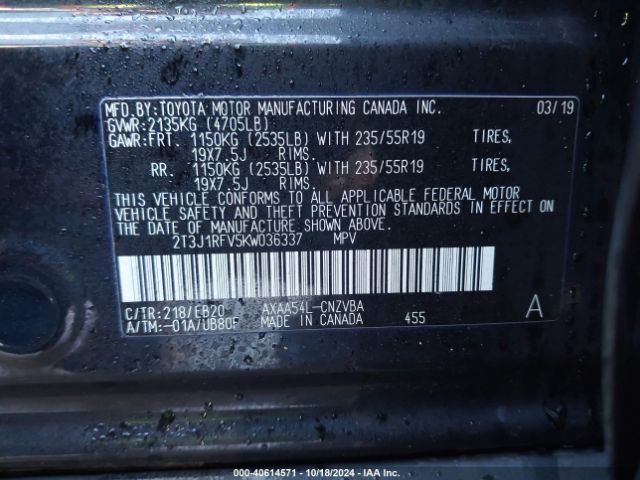 MFD.BY:TOYOTA MOTOR MANUFACTURING CANADA INC. 03/19
GVWR:2135KG (4705LB)
GAWR:FRT. 1150KG (2535LB) WITH 235/55R19 TIRES,
19X7.5J RIMS.
RR. 1150KG (2535LB) WITH 235/55R19 TIRES,
19X7.5J RIMS.
THIS VEHICLE CONFORMS TO ALL APPLICABLE FEDERAL MOTOR
VEHICLE SAFETY AND THEFT PREVENTION STANDARDS IN EFFECT ON
THE DATE OF MANUFACTURE SHOWN ABOVE.
2T3J1RFV5KW036337 MPV
C/TR:218/EB20 AXAA54L-CNZVBA A
A/TM:-01A/UB80F MADE IN CANADA 455
000-40614571 - 10/18/2024 - IAA Inc.